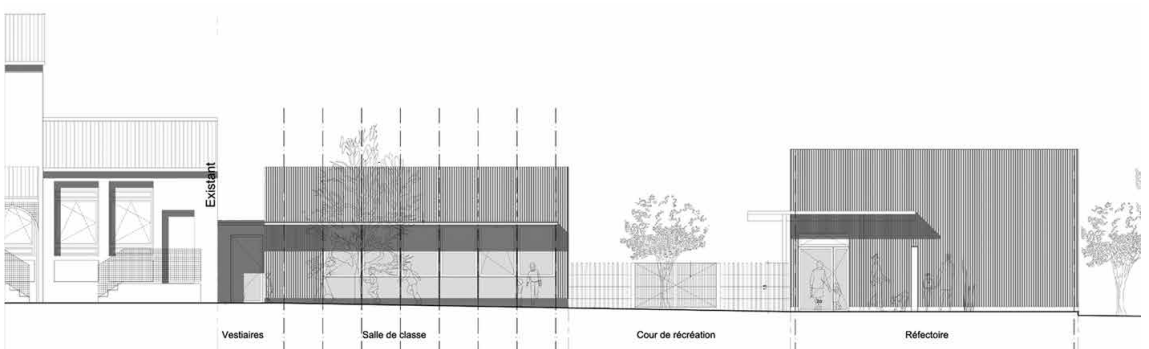 Existant
Vestiaires
Salle de classe
Cour de récréation
Réfectoire